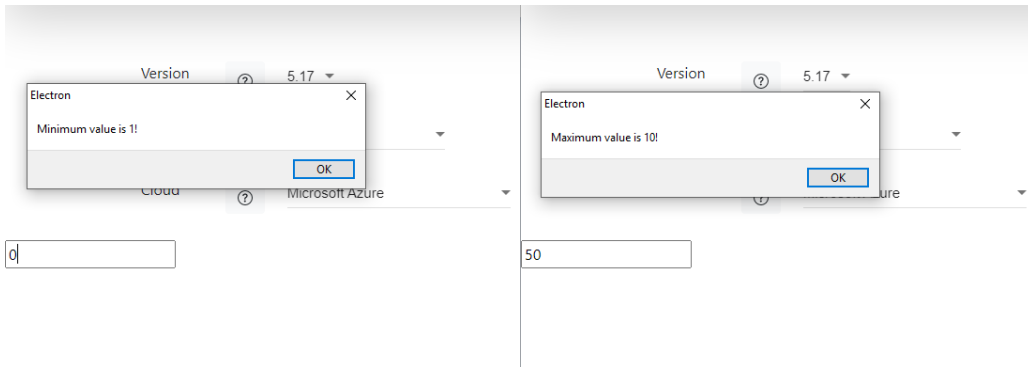 Version
5.17
Electron
Minimum value is 1!
OK
Cloud
Microsoft Azure
0
Version
5.17
Electron
Maximum value is 10!
OK
50